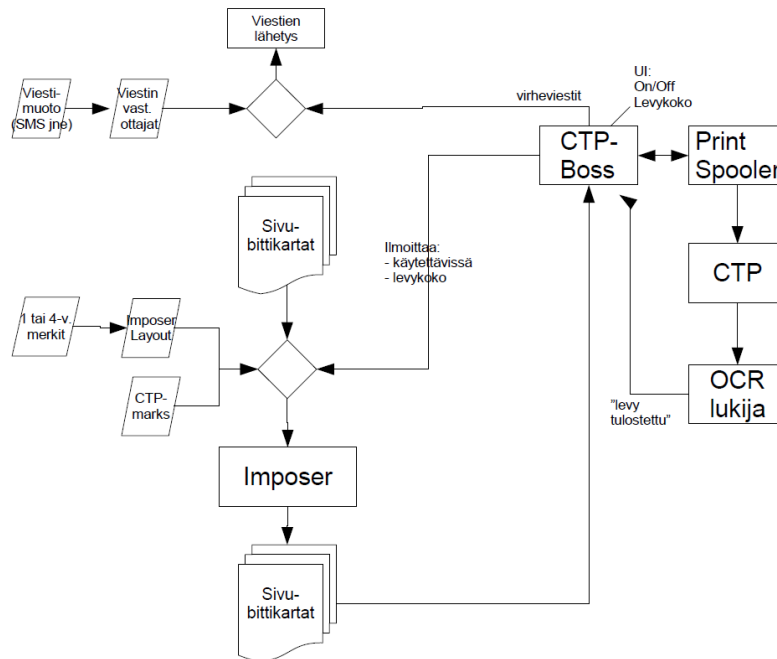 Viestien
lähetys
Viesti-
muoto
(SMS jne)
Viestin
vast.
ottajat
virheviestit
UI:
On/Off
Levykoko
CTP-
Boss
Print
Spooler
Sivu-
bittikartat
Ilmoittaa:
- käytettävissä
- levykoko
CTP
1 tai 4-v.
merkit
Imposer
Layout
CTP-
marks
OCR
lukija
"levy
tulostettu"
Imposer
Sivu-
bittikartat